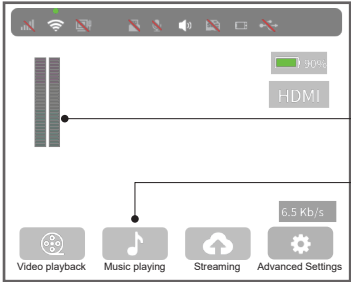 90%
HDMI
6.5 Kb/s
Video playback
Music playing
Streaming
Advanced Settings